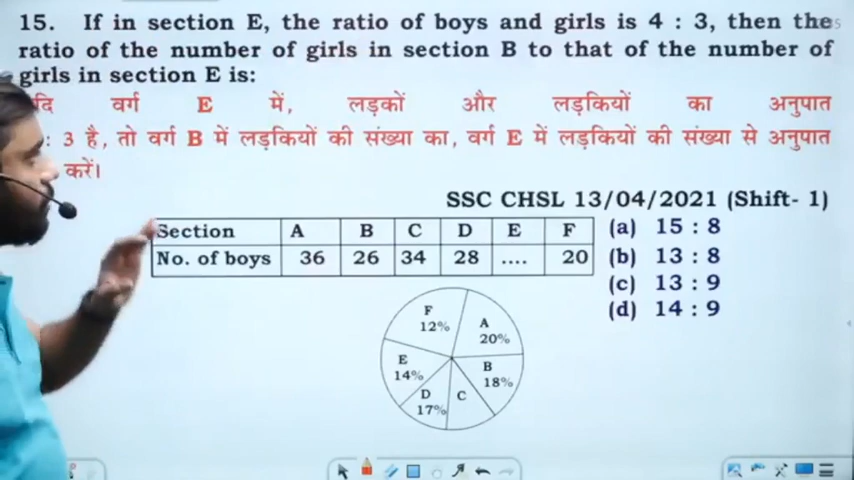 15. If in section E, the ratio of boys and girls is 4 : 3, then the
ratio of the number of girls in section B to that of the number of
girls in section E is:
वर्ग E में, लड़कों और लड़कियों का अनुपात
: 3 है, तो वर्ग B में लड़कियों की संख्या का, वर्ग E में लड़कियों की संख्या से अनुपात
करें।
SSC CHSL 13/04/2021 (Shift- 1)
Section A B C D E F
No. of boys 36 26 34 28 .... 20
(a) 15 : 8
(b) 13 : 8
(c) 13 : 9
(d) 14 : 9
F
12%
A
20%
E
14%
B
18%
D
17%
C